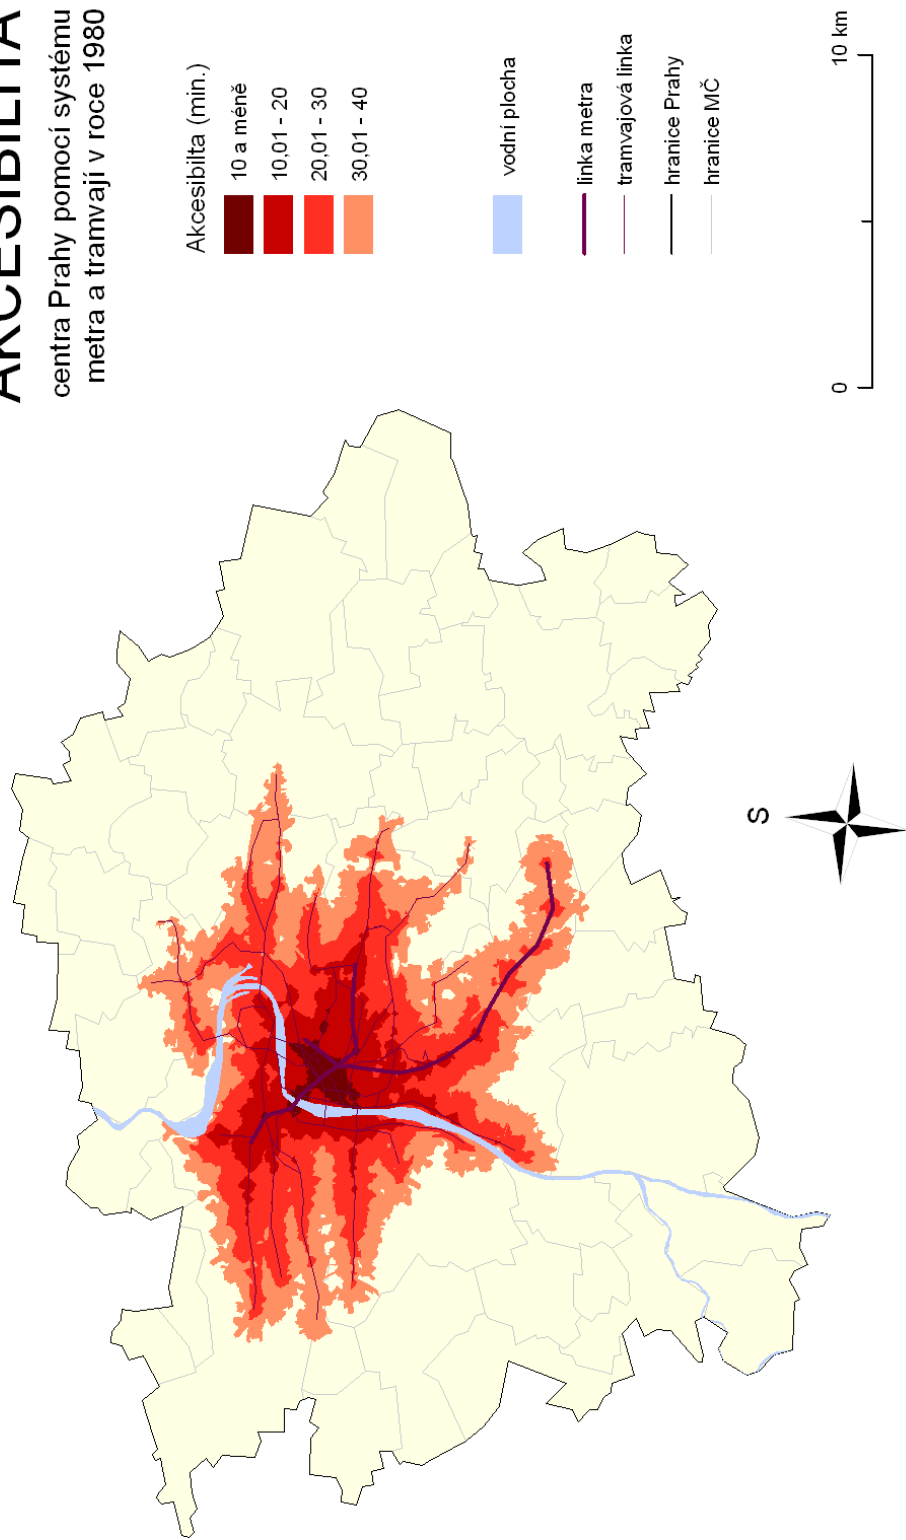 AKCESIBILITA
centra Prahy pomocí systému
metra a tramvají v roce 1980
Akcesibilta (min.)
10 a méně
10,01 - 20
20,01 - 30
30,01 - 40
vodní plocha
linka metra
tramvajová linka
hranice Prahy
hranice MČ
S
0
10 km